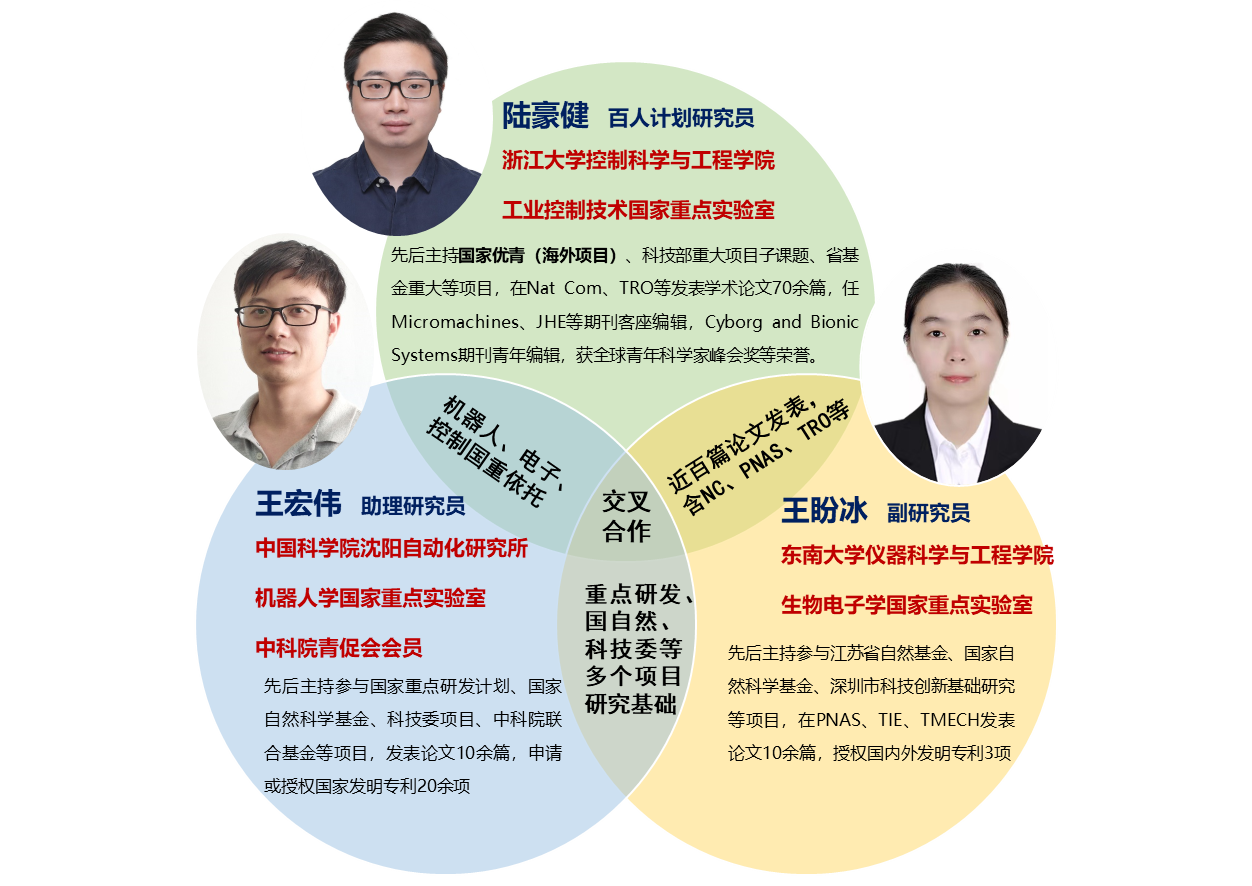 陆豪健 百人计划研究员
浙江大学控制科学与工程学院
工业控制技术国家重点实验室
先后主持国家优青（海外项目）、科技部重大项目子课题、省基
金重大等项目，在Nat Com、TRO等发表学术论文70余篇，任
Micromachines、JHE等期刊客座编辑，Cyborg and Bionic
Systems期刊青年编辑，获全球青年科学家峰会奖等荣誉。
机器人、电子、
控制国重依托
近百篇论文发表，
含NC、PNAS、TRO等
交叉
合作
王宏伟 助理研究员
中国科学院沈阳自动化研究所
机器人学国家重点实验室
中科院青促会会员
先后主持参与国家重点研发计划、国家
自然科学基金、科技委项目、中科院联
合基金等项目，发表论文10余篇，申请
或授权国家发明专利20余项
重点研发、
国自然、
科技委等
多个项目
研究基础
王盼冰 副研究员
东南大学仪器科学与工程学院
生物电子学国家重点实验室
先后主持参与江苏省自然基金、国家自
然科学基金、深圳市科技创新基础研究
等项目，在PNAS、TIE、TMECH发表
论文10余篇，授权国内外发明专利3项